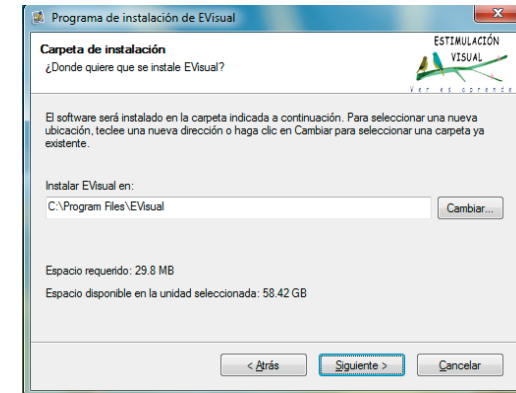 Programa de instalación de EVisual
Carpeta de instalación
¿Donde quiere que se instale EVisual?
ESTIMULACIÓN
VISUAL
Ver es aprender
El software será instalado en la carpeta indicada a continuación. Para seleccionar una nueva
ubicación, teclee una nueva dirección o haga clic en Cambiar para seleccionar una carpeta ya
existente.
Instalar EVisual en:
C:\Program Files\EVisual
Cambiar...
Espacio requerido: 29.8 MB
Espacio disponible en la unidad seleccionada: 58.42 GB
< Atrás
Siguiente >
Cancelar